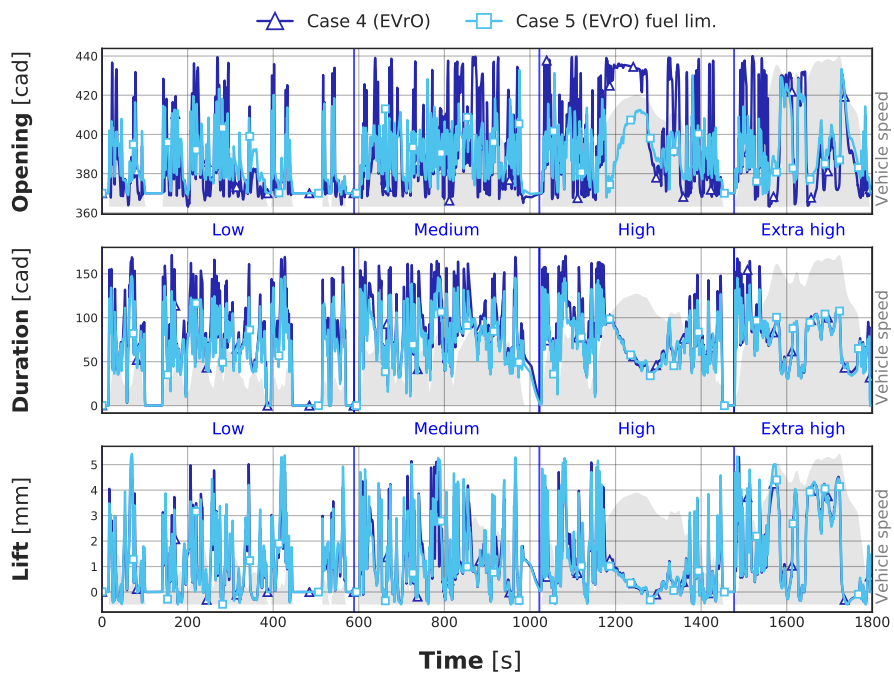 Case 4 (EVrO) Case 5 (EVrO) fuel lim.
Opening [cad]
440
420
400
380
360
Vehicle speed
Low Medium High Extra high
Duration [cad]
150
100
50
0
Vehicle speed
Low Medium High Extra high
Lift [mm]
5
4
3
2
1
0
Vehicle speed
0 200 400 600 800 1000 1200 1400 1600 1800
Time [s]